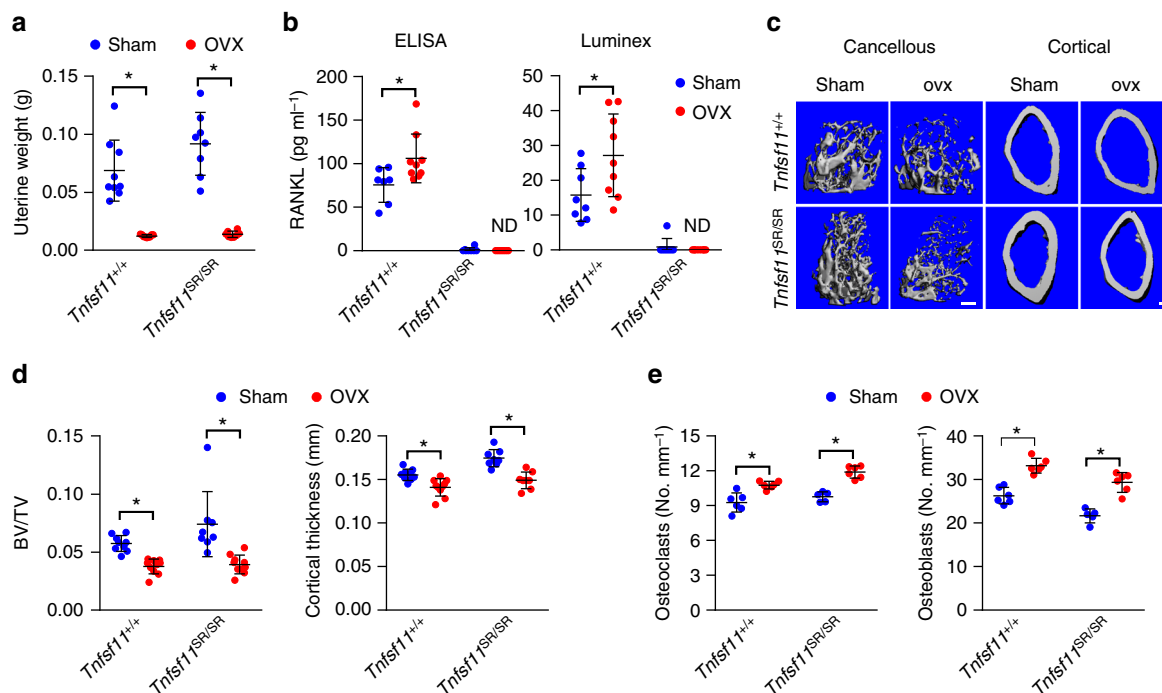 a
Sham OVX
Uterine weight (g)
0.15
0.10
0.05
0.00
* *
Tnfsf11+/+
Tnfsf11SR/SR
b
ELISA
RANKL (pg ml–1)
200
150
100
50
0
*
ND
Tnfsf11+/+
Tnfsf11SR/SR
Luminex
Sham
OVX
50
40
30
20
10
0
*
ND
Tnfsf11+/+
Tnfsf11SR/SR
c
Cancellous Cortical
Sham ovx Sham ovx
Tnfsf11+/+
Tnfsf11SR/SR
d
Sham OVX
BV/TV
0.15
0.10
0.05
0.00
* *
Tnfsf11+/+
Tnfsf11SR/SR
Cortical thickness (mm)
0.20
0.15
0.10
0.05
0.00
* *
Tnfsf11+/+
Tnfsf11SR/SR
e
Sham OVX
Osteoclasts (No. mm–1)
15
12
9
6
3
0
* *
Tnfsf11+/+
Tnfsf11SR/SR
Osteoblasts (No. mm–1)
40
30
20
10
0
* *
Tnfsf11+/+
Tnfsf11SR/SR